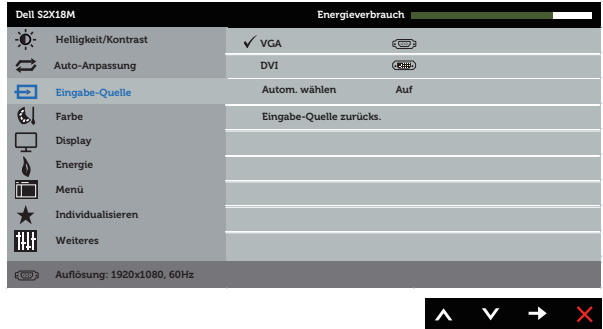 Dell S2X18M Energieverbrauch
Helligkeit/Kontrast ✓ VGA
Auto-Anpassung DVI
Eingabe-Quelle Autom. wählen Auf
Farbe Eingabe-Quelle zurücks.
Display
Energie
Menü
Individualisieren
Weiteres
Auflösung: 1920x1080, 60Hz